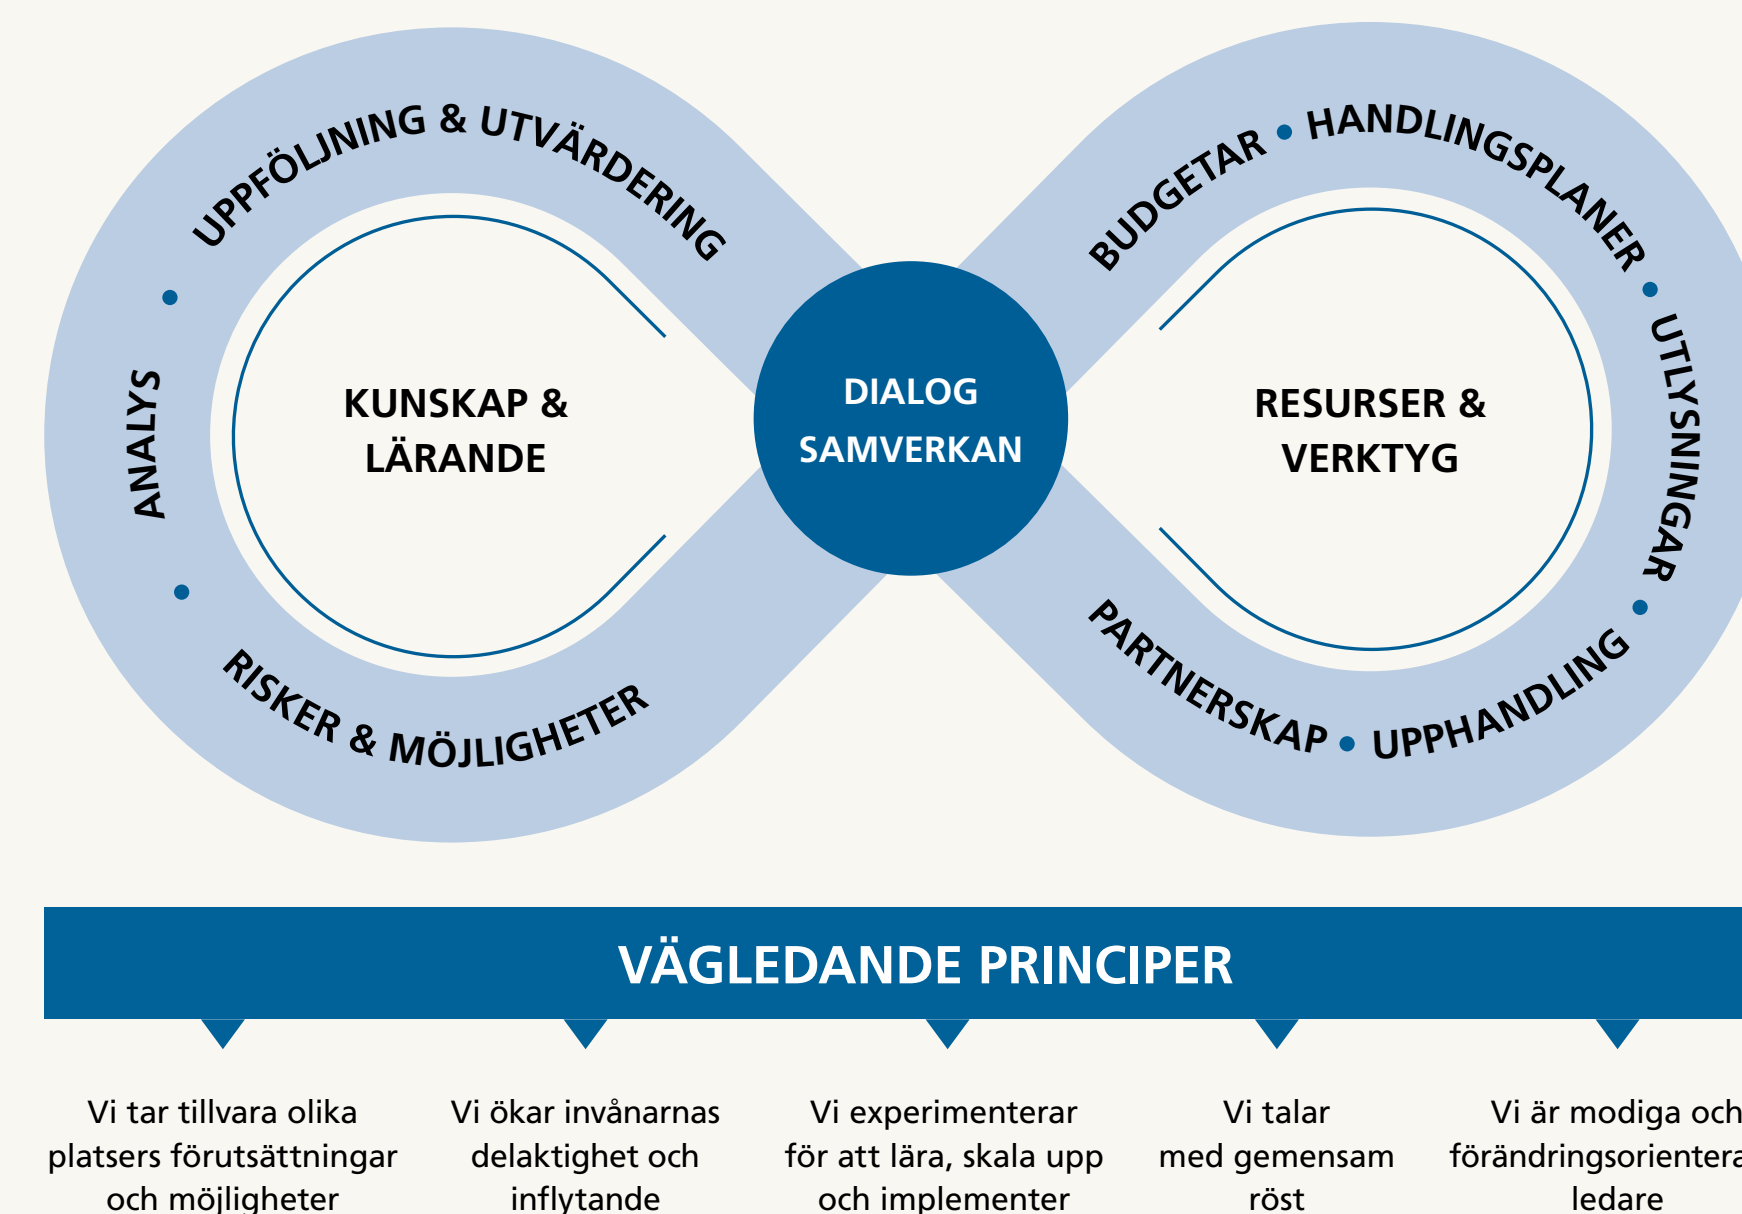 UPPFÖLJNING & UTVÄRDERING
ANALYS
RISKER & MÖJLIGHETER
KUNSKAP &
LÄRANDE
DIALOG
SAMVERKAN
BUDGETAR • HANDLINGSPLANER • UTLYSNINGAR •
PARTNERSKAP • UPPHANDLING
RESURSER &
VERKTYG
VÄGLEDANDE PRINCIPER
Vi tar tillvara olika
platsers förutsättningar
och möjligheter
Vi ökar invånarnas
delaktighet och
inflytande
Vi experimenterar
för att lära, skala upp
och implementer
Vi talar
med gemensam
röst
Vi är modiga och
ledare